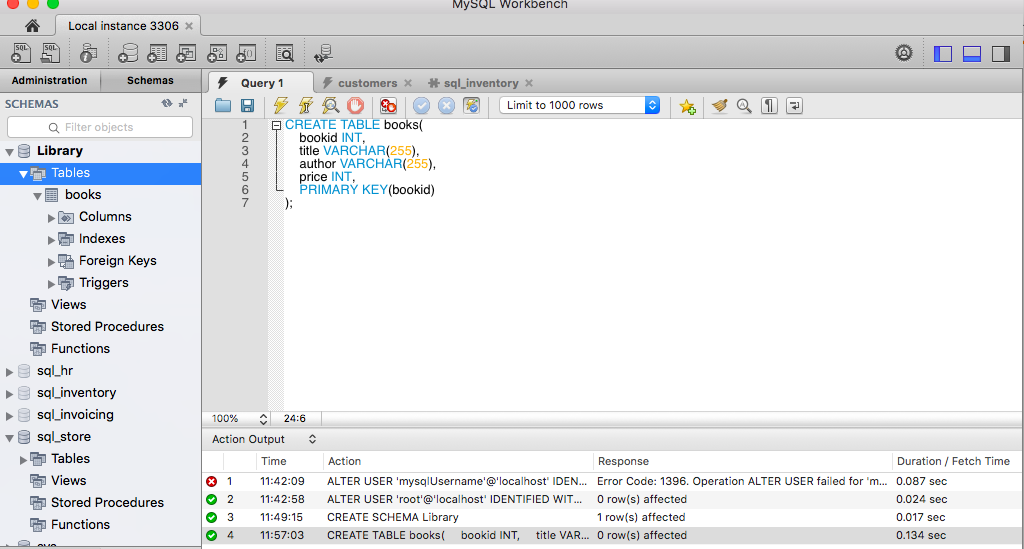 MySQL Workbench
Local instance 3306
Administration Schemas
SCHEMAS
Filter objects
Library
Tables
books
Columns
Indexes
Foreign Keys
Triggers
Views
Stored Procedures
Functions
sql_hr
sql_inventory
sql_invoicing
sql_store
Tables
Views
Stored Procedures
Functions
sys
Query 1 customers sql_inventory
Limit to 1000 rows
1 CREATE TABLE books(
2 bookid INT,
3 title VARCHAR(255),
4 author VARCHAR(255),
5 price INT,
6 PRIMARY KEY(bookid)
7 );
100% 24:6
Action Output
Time Action Response Duration / Fetch Time
1 11:42:09 ALTER USER 'mysqlUsername'@'localhost' IDEN... Error Code: 1396. Operation ALTER USER failed for 'm... 0.087 sec
2 11:42:58 ALTER USER 'root'@'localhost' IDENTIFIED WIT... 0 row(s) affected 0.024 sec
3 11:49:15 CREATE SCHEMA Library 1 row(s) affected 0.017 sec
4 11:57:03 CREATE TABLE books( bookid INT, title VAR... 0 row(s) affected 0.134 sec